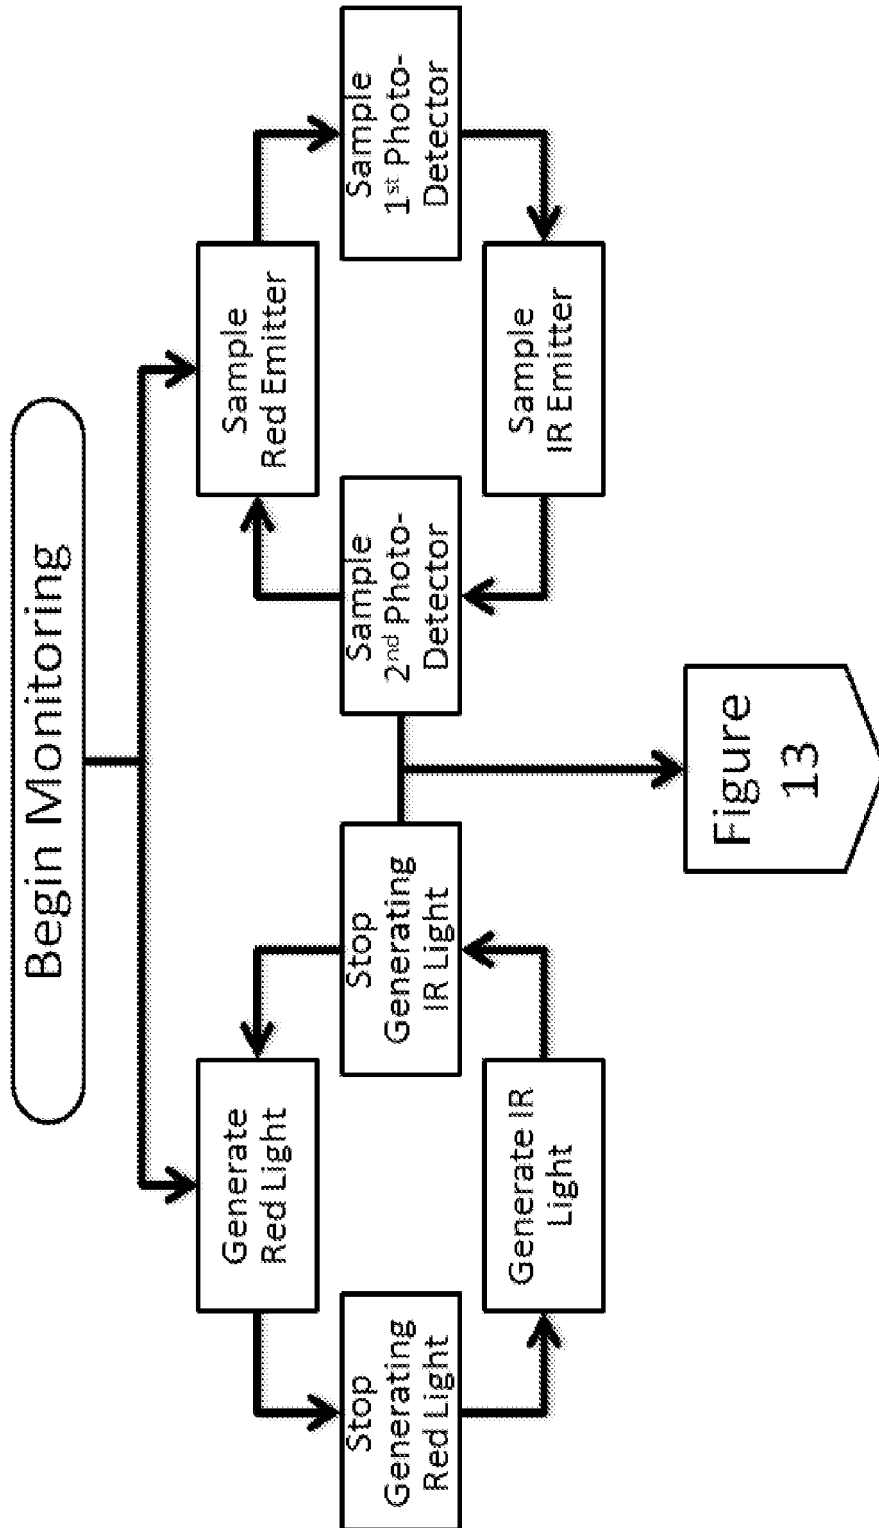 Begin Monitoring
Generate
Red Light
Sample
Red Emitter
Stop
Generating
Red Light
Stop
Generating
IR Light
Sample
2nd Photo-
Detector
Sample
1st Photo-
Detector
Generate IR
Light
Sample
IR Emitter
Figure
13